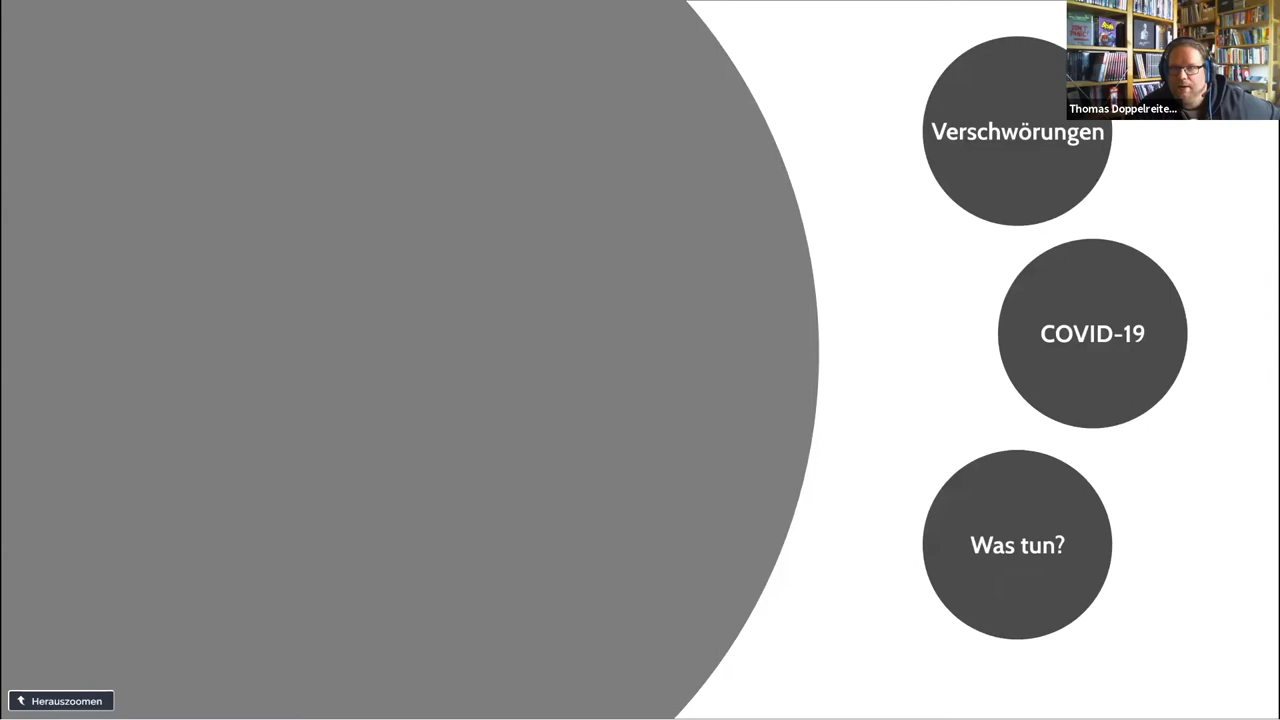 Verschwörungen
Thomas Doppelreite...
COVID-19
Was tun?
Herauszoomen